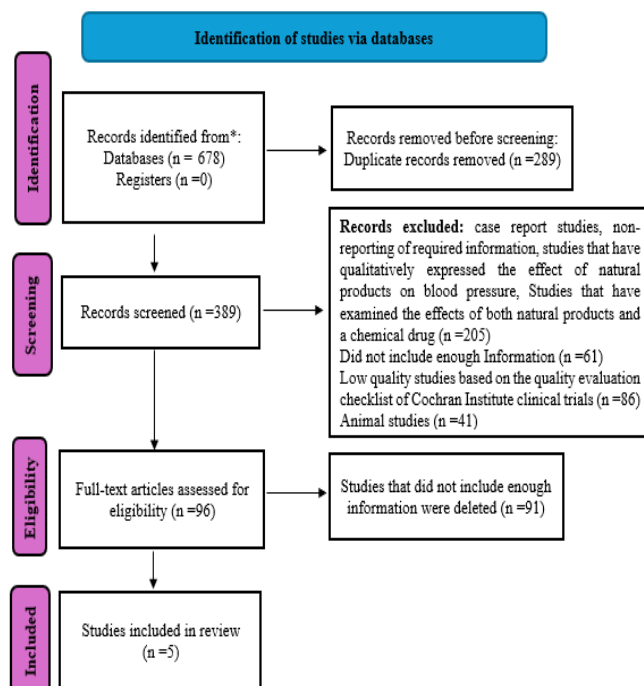 Identification of studies via databases
Identification
Records identified from*:
Databases (n = 678)
Registers (n =0)
Records removed before screening:
Duplicate records removed (n =289)
Screening
Records screened (n =389)
Records excluded: case report studies, non-
reporting of required information, studies that have
qualitatively expressed the effect of natural
products on blood pressure, Studies that have
examined the effects of both natural products and
a chemical drug (n =205)
Did not include enough Information (n =61)
Low quality studies based on the quality evaluation
checklist of Cochran Institute clinical trials (n =86)
Animal studies (n =41)
Eligibility
Full-text articles assessed for
eligibility (n =96)
Studies that did not include enough
information were deleted (n =91)
Included
Studies included in review
(n =5)